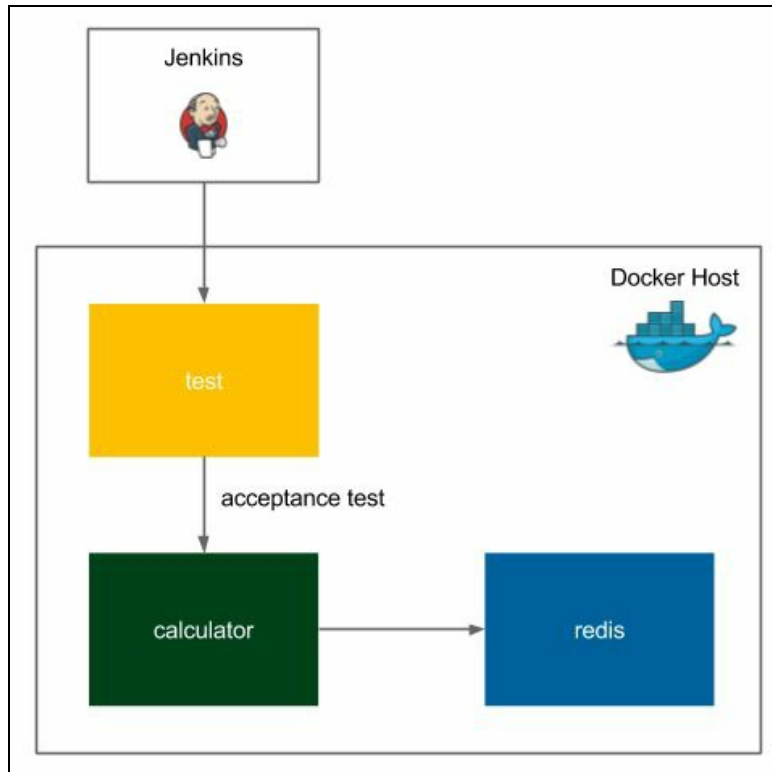 Jenkins
Docker Host
test
acceptance test
calculator
redis